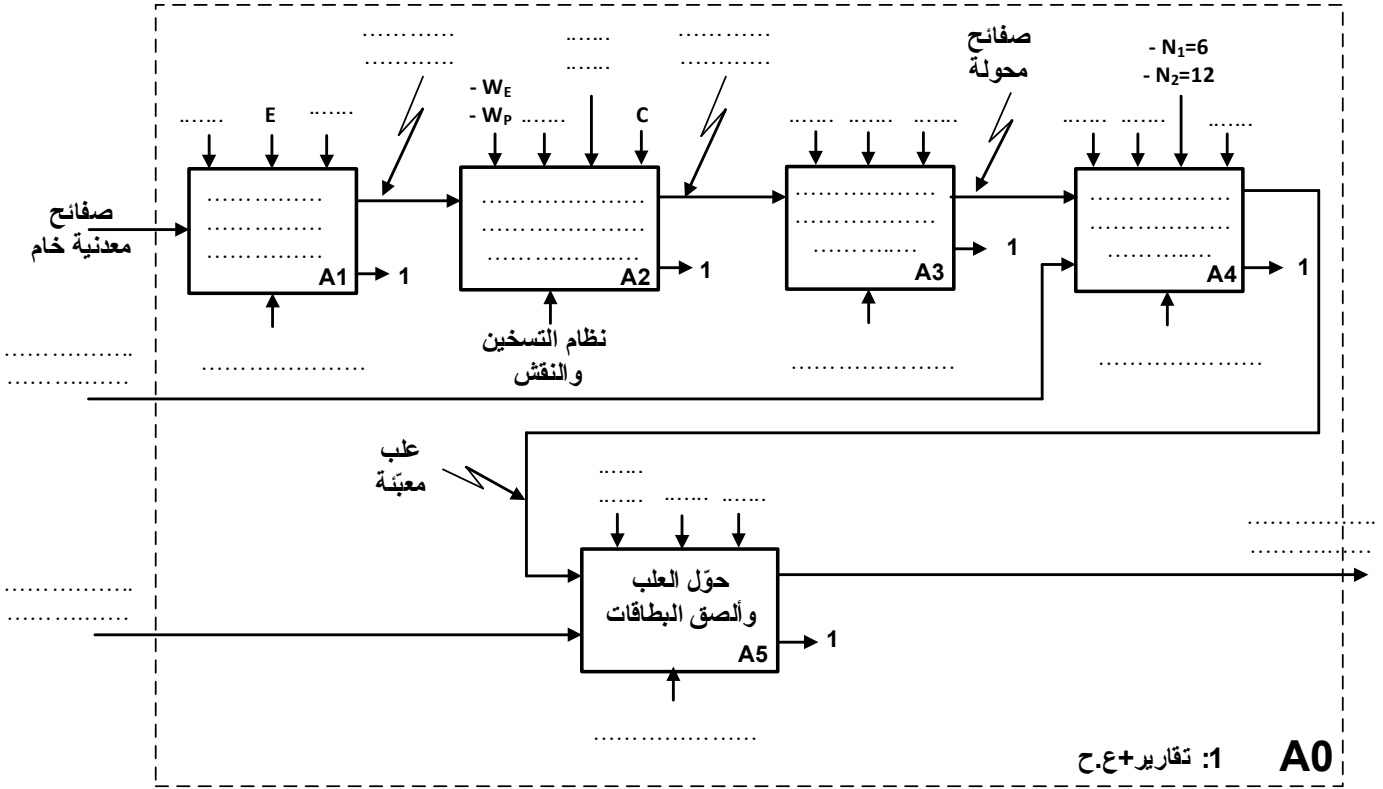 صفائح
معدنية خام
E
A1
1
- WE
- WP
C
A2
1
نظام التسخين
والنقش
A3
1
صفائح
محولة
- N1=6
- N2=12
A4
1
علب
معبّئة
حوّل العلب
وألصق البطاقات
A5
1
1: تقارير+ع.ح
A0